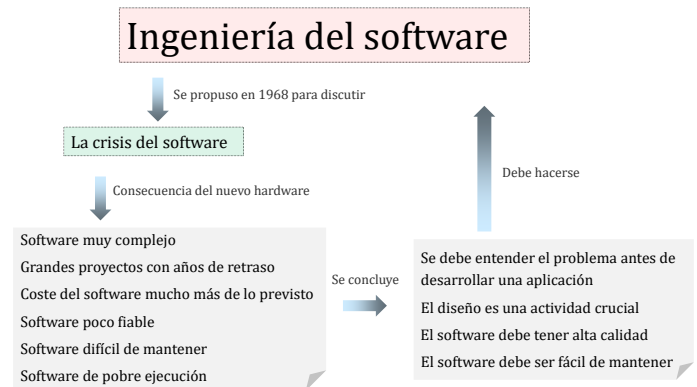 Ingeniería del software
Se propuso en 1968 para discutir
La crisis del software
Consecuencia del nuevo hardware
Software muy complejo
Grandes proyectos con años de retraso
Coste del software mucho más de lo previsto
Software poco fiable
Software difícil de mantener
Software de pobre ejecución
Se concluye
Se debe entender el problema antes de
desarrollar una aplicación
El diseño es una actividad crucial
El software debe tener alta calidad
El software debe ser fácil de mantener
Debe hacerse